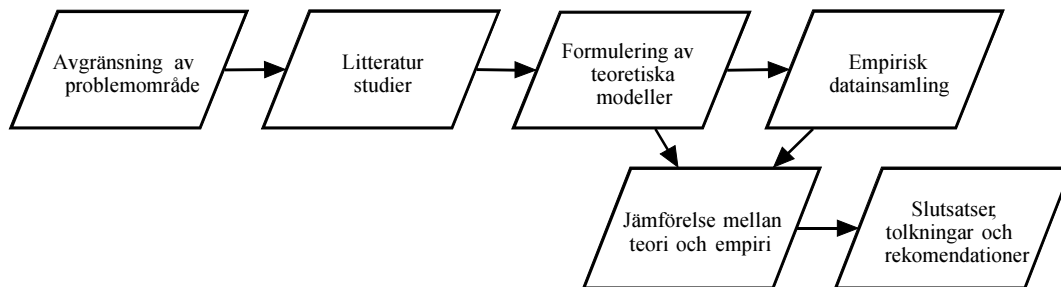 Avgränsning av
problemområde
Litteratur
studier
Formulering av
teoretiska
modeller
Empirisk
datainsamling
Jämförelse mellan
teori och empiri
Slutsatser,
tolkningar och
rekomendationer